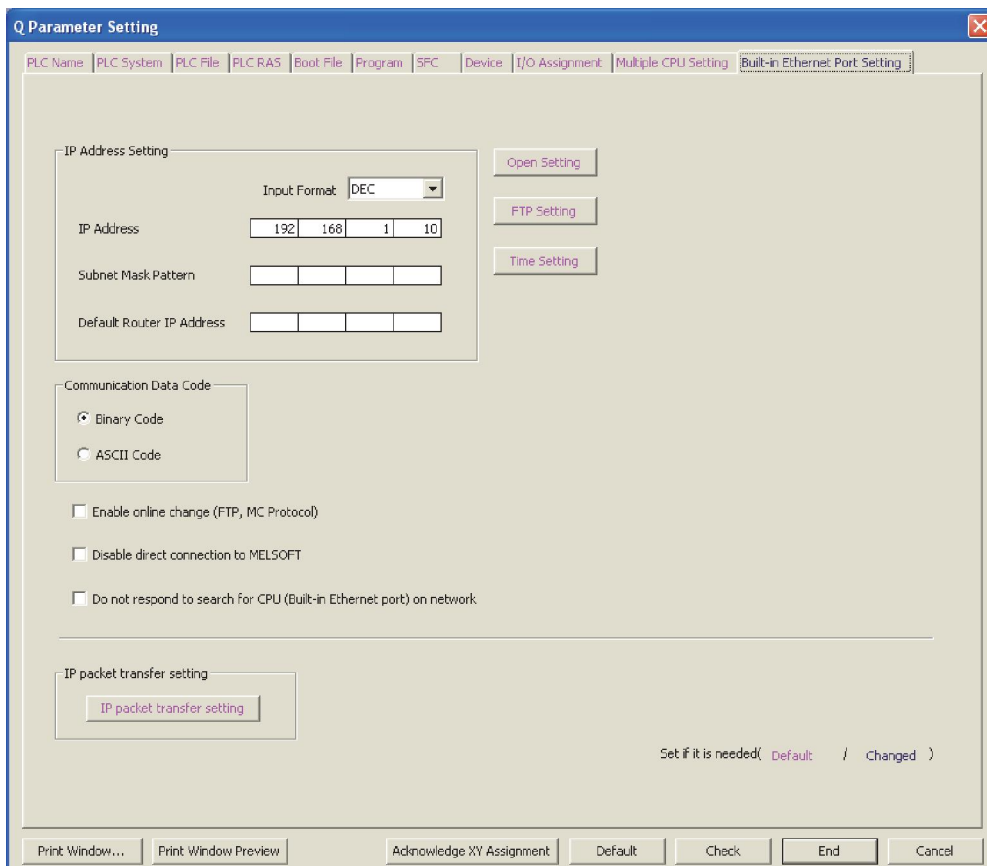 Q Parameter Setting
PLC Name PLC System PLC File PLC RAS Boot File Program SFC Device I/O Assignment Multiple CPU Setting Built-in Ethernet Port Setting
IP Address Setting
Input Format DEC
IP Address 192 168 1 10
Subnet Mask Pattern
Default Router IP Address
Open Setting
FTP Setting
Time Setting
Communication Data Code
Binary Code
ASCII Code
Enable online change (FTP, MC Protocol)
Disable direct connection to MELSOFT
Do not respond to search for CPU (Built-in Ethernet port) on network
IP packet transfer setting
IP packet transfer setting
Set if it is needed( Default / Changed )
Print Window... Print Window Preview Acknowledge XY Assignment Default Check End Cancel